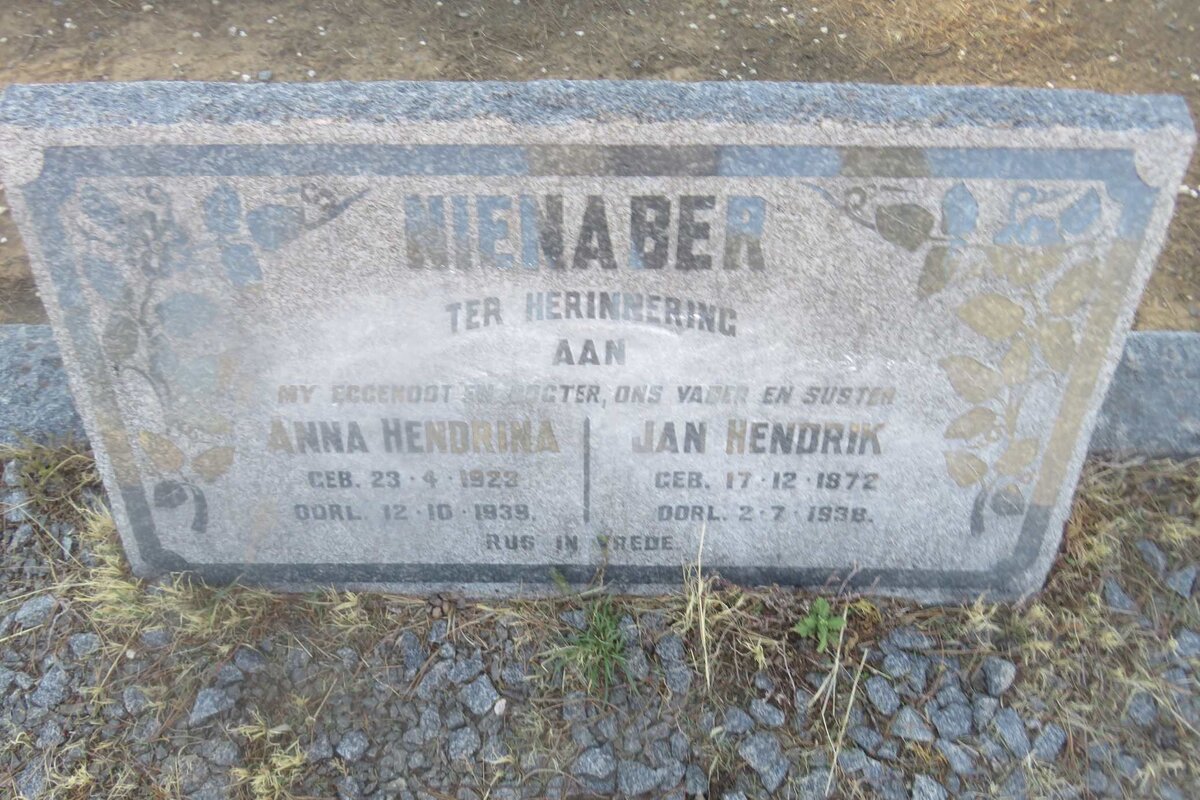 NIENABER
TER HERINNERING
AAN
MY EGGENOOT EN DOGTER, ONS VADER EN SUSTER
ANNA HENDRINA
GEB. 23·4·1923
OORL. 12·10·1939.
JAN HENDRIK
GEB. 17·12·1872
OORL. 2·7·1938.
RUS IN VREDE